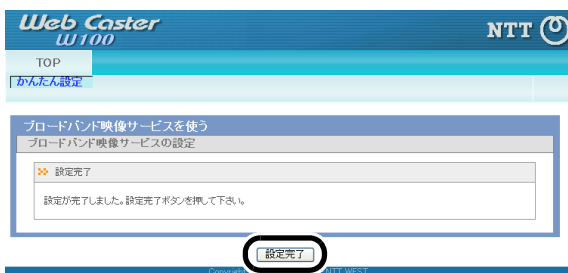 Web Caster
W100
NTT
TOP
かんたん設定
ブロードバンド映像サービスを使う
ブロードバンド映像サービスの設定
設定完了
設定が完了しました。設定完了ボタンを押して下さい。
設定完了
Copyright NTT WEST